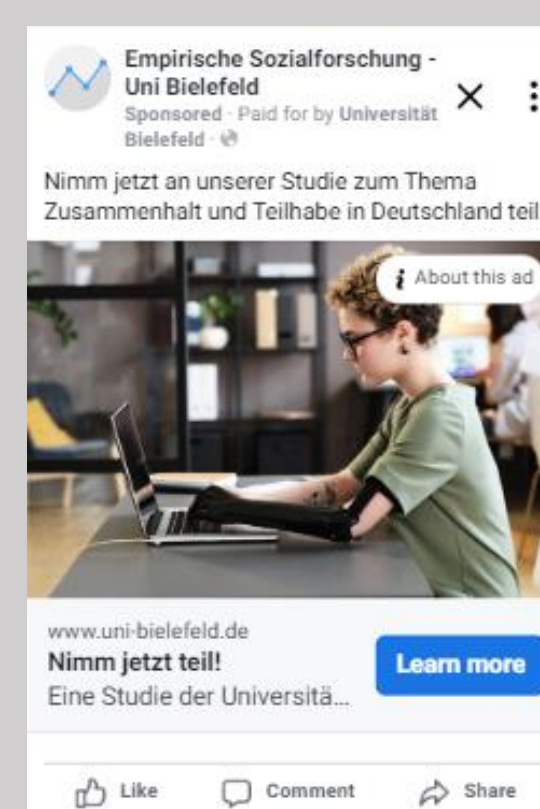 Empirische Sozialforschung -
Uni Bielefeld
Sponsored · Paid for by Universität
Bielefeld ·
Nimm jetzt an unserer Studie zum Thema
Zusammenhalt und Teilhabe in Deutschland teil
About this ad
www.uni-bielefeld.de
Nimm jetzt teil!
Eine Studie der Universitä...
Learn more
Like Comment Share